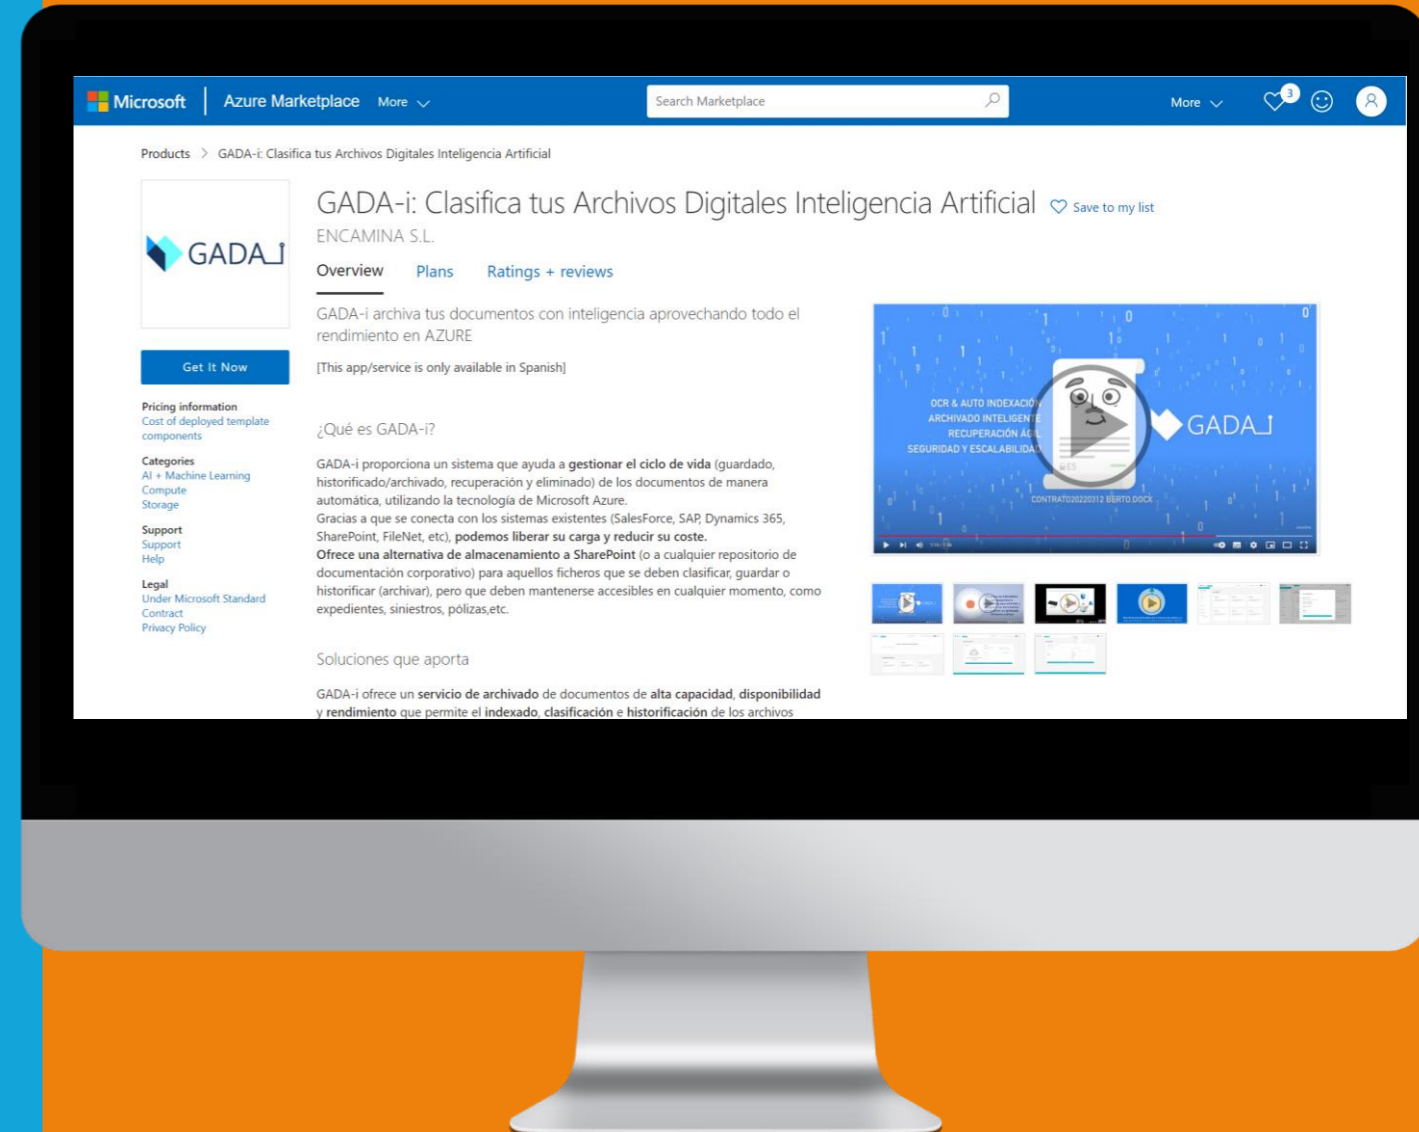 Microsoft
Azure Marketplace
More
Search Marketplace
More
3
Products > GADA-i: Clasifica tus Archivos Digitales Inteligencia Artificial
GADA-i: Clasifica tus Archivos Digitales Inteligencia Artificial
Save to my list
ENCAMINA S.L.
GADA_i
Overview
Plans
Ratings + reviews
GADA-i archiva tus documentos con inteligencia aprovechando todo el
rendimiento en AZURE
[This app/service is only available in Spanish]
Get It Now
Pricing information
Cost of deployed template
components
Categories
AI + Machine Learning
Compute
Storage
Support
Support
Help
Legal
Under Microsoft Standard
Contract
Privacy Policy
¿Qué es GADA-i?
GADA-i proporciona un sistema que ayuda a gestionar el ciclo de vida (guardado,
historificado/archivado, recuperación y eliminado) de los documentos de manera
automática, utilizando la tecnología de Microsoft Azure.
Gracias a que se conecta con los sistemas existentes (SalesForce, SAP, Dynamics 365,
SharePoint, FileNet, etc), podemos liberar su carga y reducir su coste.
Ofrece una alternativa de almacenamiento a SharePoint (o a cualquier repositorio de
documentación corporativo) para aquellos ficheros que se deben clasificar, guardar o
historificar (archivar), pero que deben mantenerse accesibles en cualquier momento, como
expedientes, siniestros, pólizas,etc.
Soluciones que aporta
GADA-i ofrece un servicio de archivado de documentos de alta capacidad, disponibilidad
y rendimiento que permite el indexado, clasificación e historificación de los archivos
OCR & AUTO INDEXACIÓN
ARCHIVADO INTELIGENTE
RECUPERACIÓN ÁGIL
SEGURIDAD Y ESCALABILIDAD
GADA_i
CONTRATO20220312 BERTO.DOCX